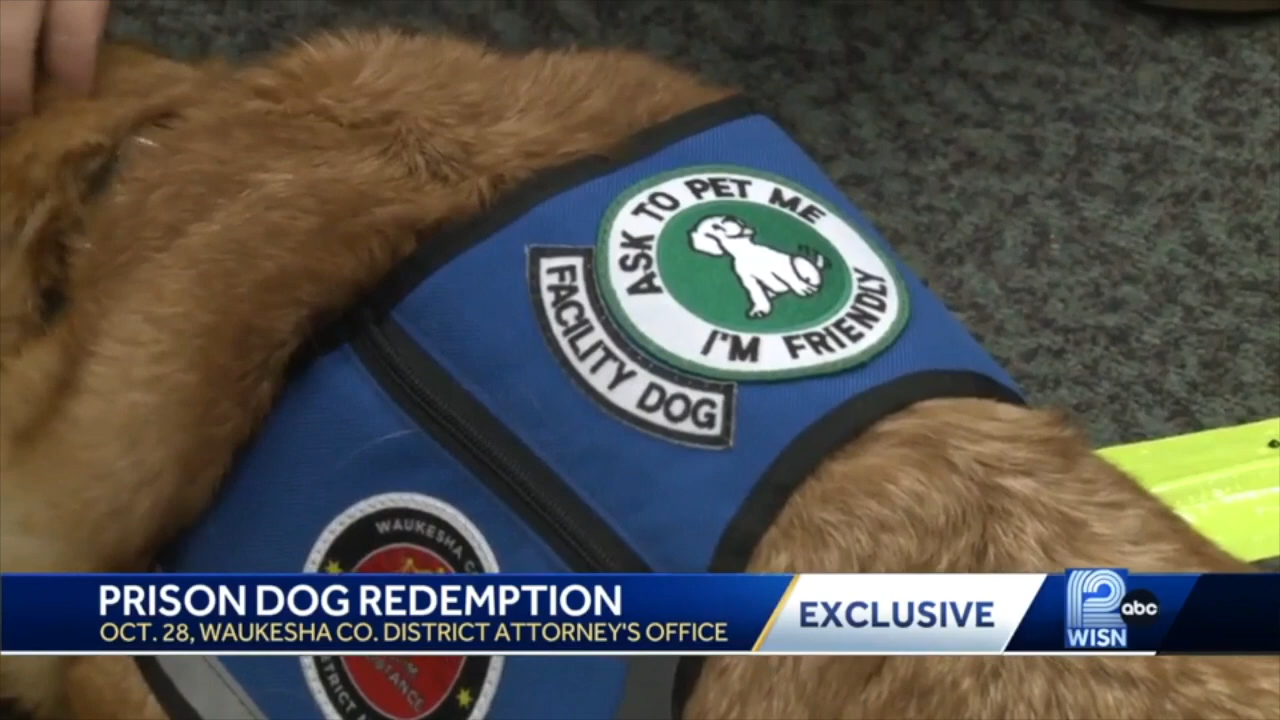 ASK TO PET ME
I'M FRIENDLY
FACILITY DOG
WAUKESHA
PRISON DOG REDEMPTION
OCT. 28, WAUKESHA CO. DISTRICT ATTORNEY'S OFFICE
EXCLUSIVE
12
abc
WISN